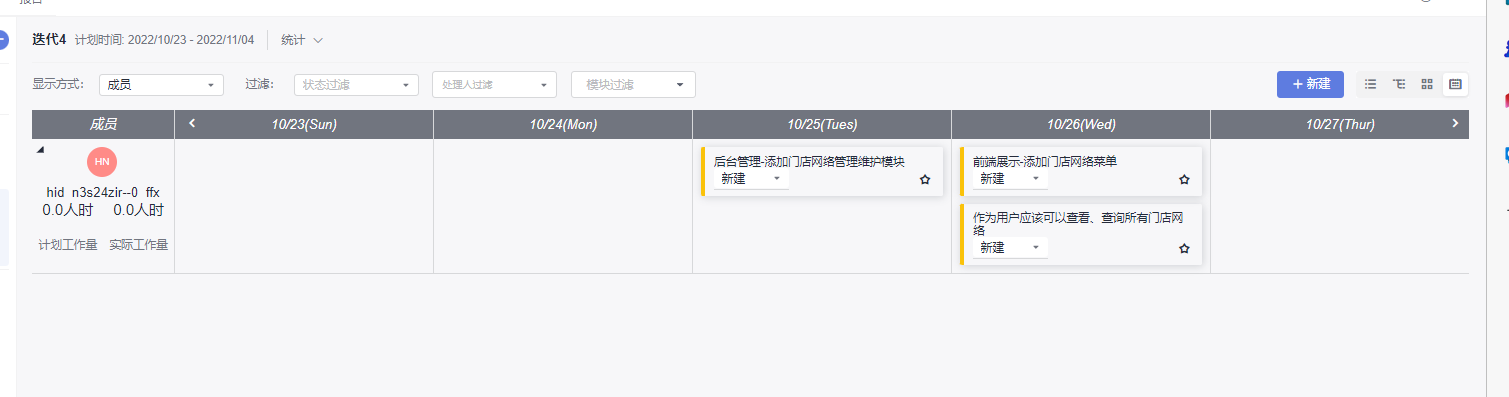 迭代4 计划时间: 2022/10/23 - 2022/11/04 统计
显示方式: 成员 过滤: 状态过滤 处理人过滤 模块过滤 + 新建
成员 10/23(Sun) 10/24(Mon) 10/25(Tues) 10/26(Wed) 10/27(Thur)
HN
hid_n3s24zir--0_ffx
0.0人时 0.0人时
计划工作量 实际工作量
后台管理-添加门店网络管理维护模块
新建
前端展示-添加门店网络菜单
新建
作为用户应该可以查看、查询所有门店网
络
新建